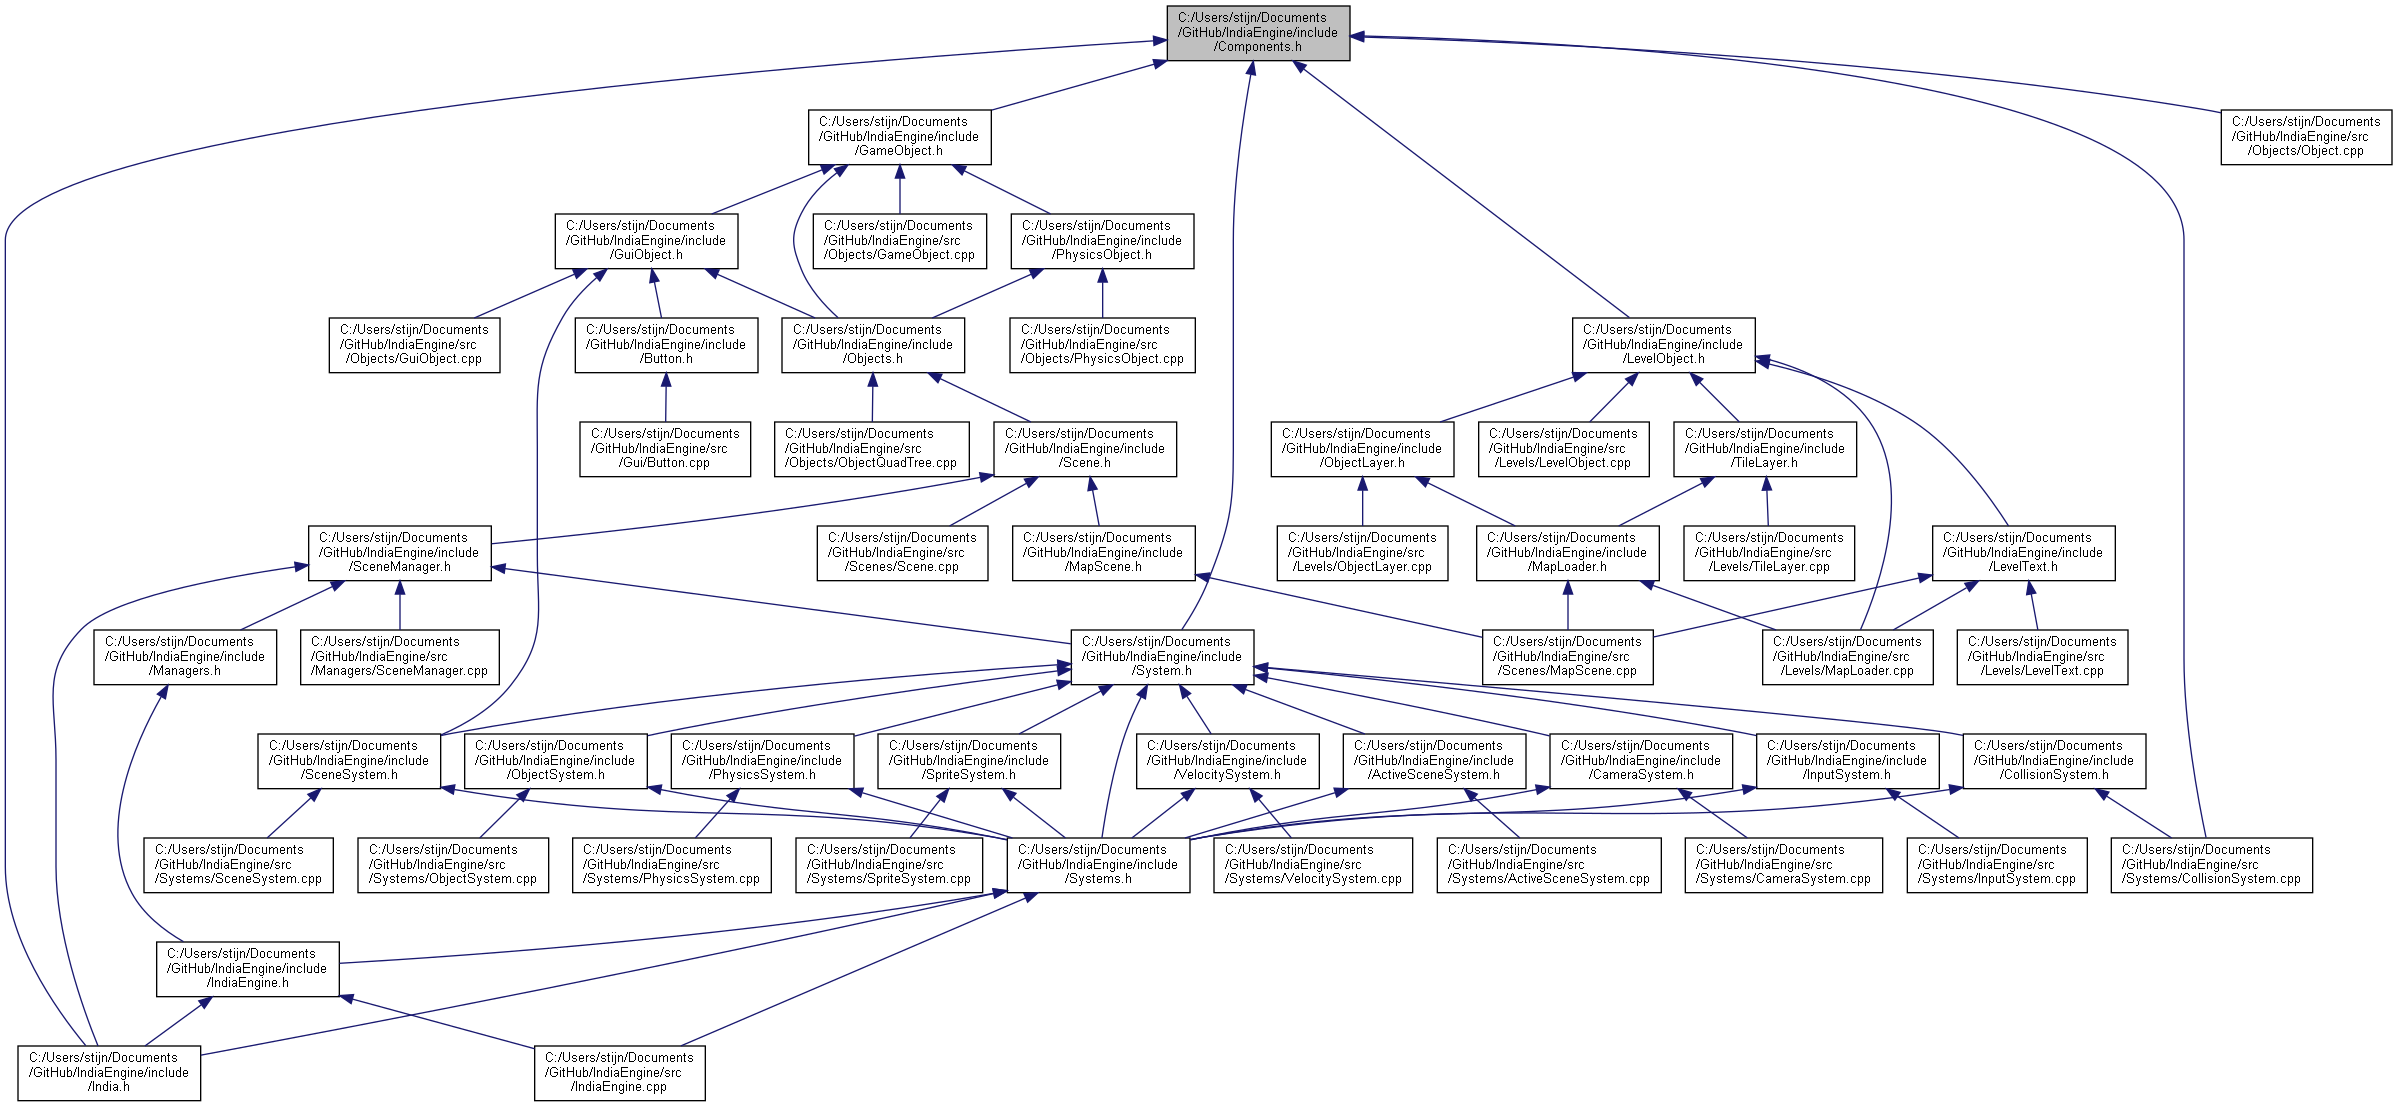 C:/Users/stijn/Documents
/GitHub/IndiaEngine/include
/Components.h
C:/Users/stijn/Documents
/GitHub/IndiaEngine/include
/GameObject.h
C:/Users/stijn/Documents
/GitHub/IndiaEngine/src
/Objects/Object.cpp
C:/Users/stijn/Documents
/GitHub/IndiaEngine/include
/GuiObject.h
C:/Users/stijn/Documents
/GitHub/IndiaEngine/src
/Objects/GameObject.cpp
C:/Users/stijn/Documents
/GitHub/IndiaEngine/include
/PhysicsObject.h
C:/Users/stijn/Documents
/GitHub/IndiaEngine/src
/Objects/GuiObject.cpp
C:/Users/stijn/Documents
/GitHub/IndiaEngine/include
/Button.h
C:/Users/stijn/Documents
/GitHub/IndiaEngine/include
/Objects.h
C:/Users/stijn/Documents
/GitHub/IndiaEngine/src
/Objects/PhysicsObject.cpp
C:/Users/stijn/Documents
/GitHub/IndiaEngine/include
/LevelObject.h
C:/Users/stijn/Documents
/GitHub/IndiaEngine/src
/Gui/Button.cpp
C:/Users/stijn/Documents
/GitHub/IndiaEngine/src
/Objects/ObjectQuadTree.cpp
C:/Users/stijn/Documents
/GitHub/IndiaEngine/include
/Scene.h
C:/Users/stijn/Documents
/GitHub/IndiaEngine/include
/ObjectLayer.h
C:/Users/stijn/Documents
/GitHub/IndiaEngine/src
/Levels/LevelObject.cpp
C:/Users/stijn/Documents
/GitHub/IndiaEngine/include
/TileLayer.h
C:/Users/stijn/Documents
/GitHub/IndiaEngine/include
/SceneManager.h
C:/Users/stijn/Documents
/GitHub/IndiaEngine/src
/Scenes/Scene.cpp
C:/Users/stijn/Documents
/GitHub/IndiaEngine/include
/MapScene.h
C:/Users/stijn/Documents
/GitHub/IndiaEngine/src
/Levels/ObjectLayer.cpp
C:/Users/stijn/Documents
/GitHub/IndiaEngine/include
/MapLoader.h
C:/Users/stijn/Documents
/GitHub/IndiaEngine/src
/Levels/TileLayer.cpp
C:/Users/stijn/Documents
/GitHub/IndiaEngine/include
/LevelText.h
C:/Users/stijn/Documents
/GitHub/IndiaEngine/include
/Managers.h
C:/Users/stijn/Documents
/GitHub/IndiaEngine/src
/Managers/SceneManager.cpp
C:/Users/stijn/Documents
/GitHub/IndiaEngine/include
/System.h
C:/Users/stijn/Documents
/GitHub/IndiaEngine/src
/Scenes/MapScene.cpp
C:/Users/stijn/Documents
/GitHub/IndiaEngine/src
/Levels/MapLoader.cpp
C:/Users/stijn/Documents
/GitHub/IndiaEngine/src
/Levels/LevelText.cpp
C:/Users/stijn/Documents
/GitHub/IndiaEngine/include
/SceneSystem.h
C:/Users/stijn/Documents
/GitHub/IndiaEngine/include
/ObjectSystem.h
C:/Users/stijn/Documents
/GitHub/IndiaEngine/include
/PhysicsSystem.h
C:/Users/stijn/Documents
/GitHub/IndiaEngine/include
/SpriteSystem.h
C:/Users/stijn/Documents
/GitHub/IndiaEngine/include
/VelocitySystem.h
C:/Users/stijn/Documents
/GitHub/IndiaEngine/include
/ActiveSceneSystem.h
C:/Users/stijn/Documents
/GitHub/IndiaEngine/include
/CameraSystem.h
C:/Users/stijn/Documents
/GitHub/IndiaEngine/include
/InputSystem.h
C:/Users/stijn/Documents
/GitHub/IndiaEngine/include
/CollisionSystem.h
C:/Users/stijn/Documents
/GitHub/IndiaEngine/src
/Systems/SceneSystem.cpp
C:/Users/stijn/Documents
/GitHub/IndiaEngine/src
/Systems/ObjectSystem.cpp
C:/Users/stijn/Documents
/GitHub/IndiaEngine/src
/Systems/PhysicsSystem.cpp
C:/Users/stijn/Documents
/GitHub/IndiaEngine/src
/Systems/SpriteSystem.cpp
C:/Users/stijn/Documents
/GitHub/IndiaEngine/include
/Systems.h
C:/Users/stijn/Documents
/GitHub/IndiaEngine/src
/Systems/VelocitySystem.cpp
C:/Users/stijn/Documents
/GitHub/IndiaEngine/src
/Systems/ActiveSceneSystem.cpp
C:/Users/stijn/Documents
/GitHub/IndiaEngine/src
/Systems/CameraSystem.cpp
C:/Users/stijn/Documents
/GitHub/IndiaEngine/src
/Systems/InputSystem.cpp
C:/Users/stijn/Documents
/GitHub/IndiaEngine/src
/Systems/CollisionSystem.cpp
C:/Users/stijn/Documents
/GitHub/IndiaEngine/include
/IndiaEngine.h
C:/Users/stijn/Documents
/GitHub/IndiaEngine/include
/India.h
C:/Users/stijn/Documents
/GitHub/IndiaEngine/src
/IndiaEngine.cpp